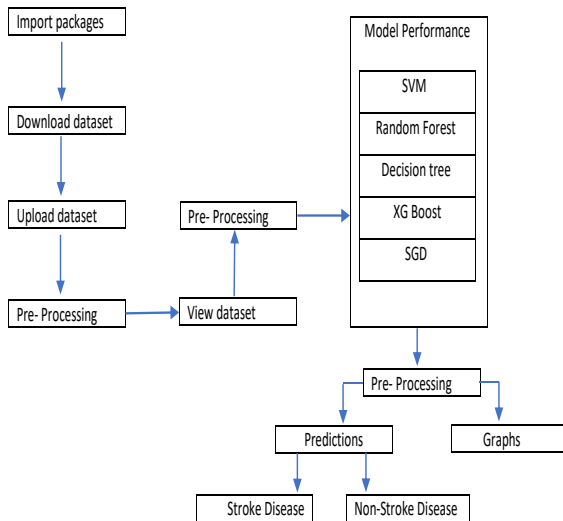 Import packages
Download dataset
Upload dataset
Pre- Processing
View dataset
Pre- Processing
Model Performance
SVM
Random Forest
Decision tree
XG Boost
SGD
Pre- Processing
Predictions
Graphs
Stroke Disease
Non-Stroke Disease